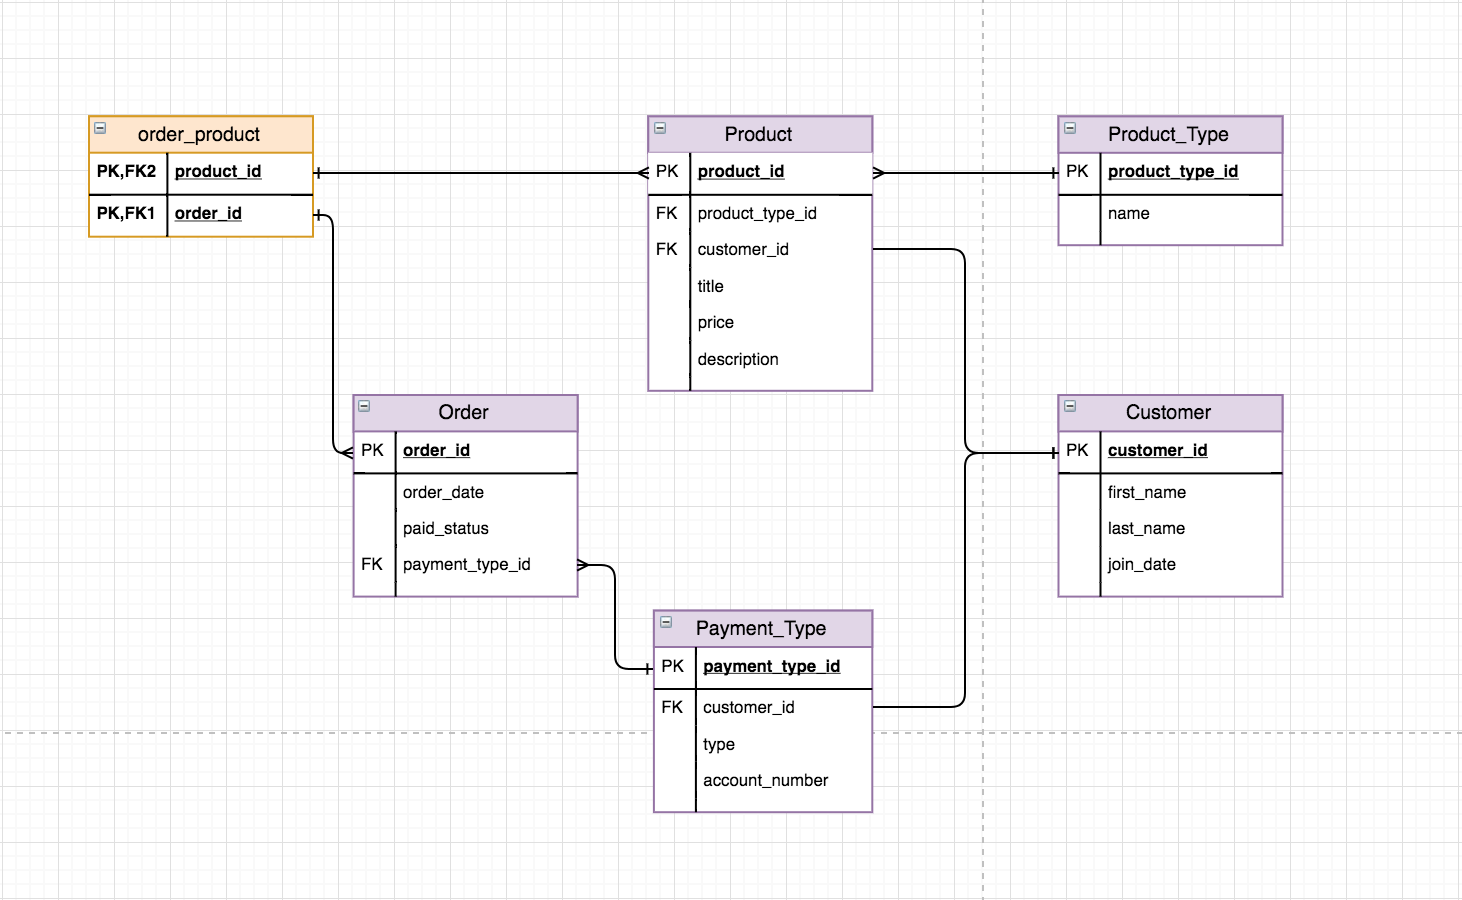 order_product
PK,FK2 product_id
PK,FK1 order_id
Product
PK product_id
FK product_type_id
FK customer_id
title
price
description
Product_Type
PK product_type_id
name
Order
PK order_id
order_date
paid_status
FK payment_type_id
Customer
PK customer_id
first_name
last_name
join_date
Payment_Type
PK payment_type_id
FK customer_id
type
account_number